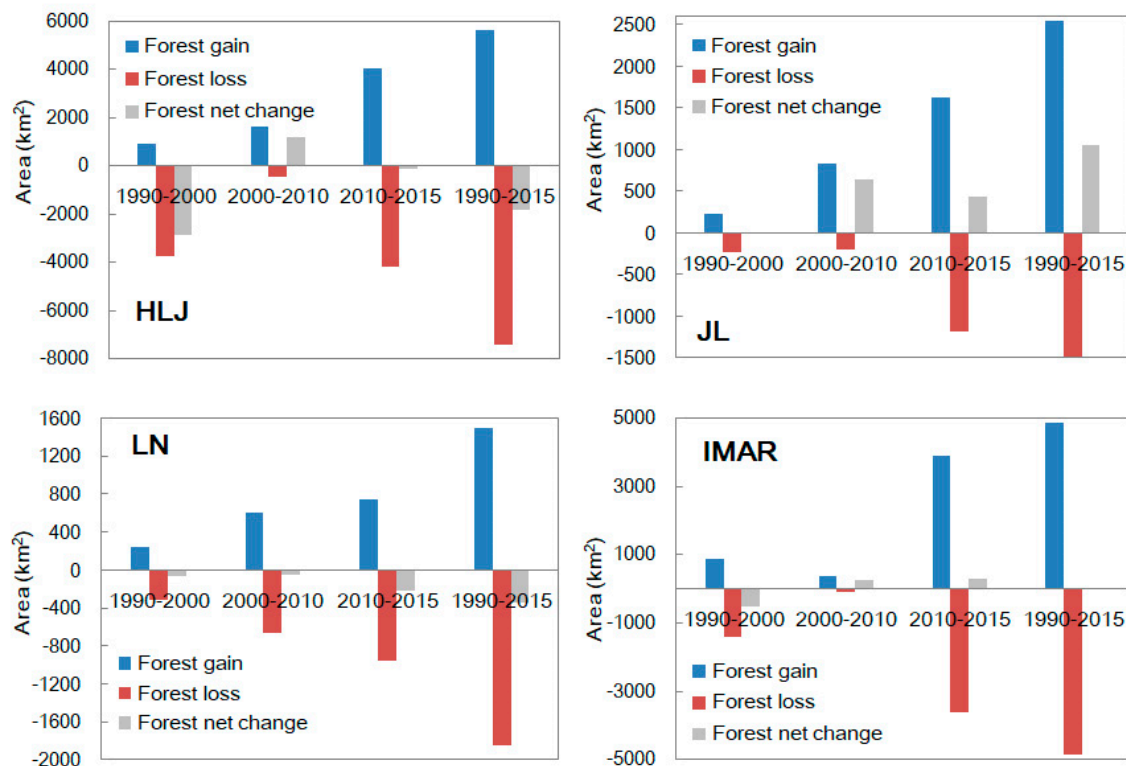 6000
4000
2000
0
-2000
-4000
-6000
-8000
Area (km²)
Forest gain
Forest loss
Forest net change
1990-2000 2000-2010 2010-2015 1990-2015
HLJ
2500
2000
1500
1000
500
0
-500
-1000
-1500
Area (km²)
Forest gain
Forest loss
Forest net change
1990-2000 2000-2010 2010-2015 1990-2015
JL
1600
1200
800
400
0
-400
-800
-1200
-1600
-2000
Area (km²)
LN
1990-2000 2000-2010 2010-2015 1990-2015
Forest gain
Forest loss
Forest net change
5000
3000
1000
-1000
-3000
-5000
Area (km²)
IMAR
1990-2000 2000-2010 2010-2015 1990-2015
Forest gain
Forest loss
Forest net change